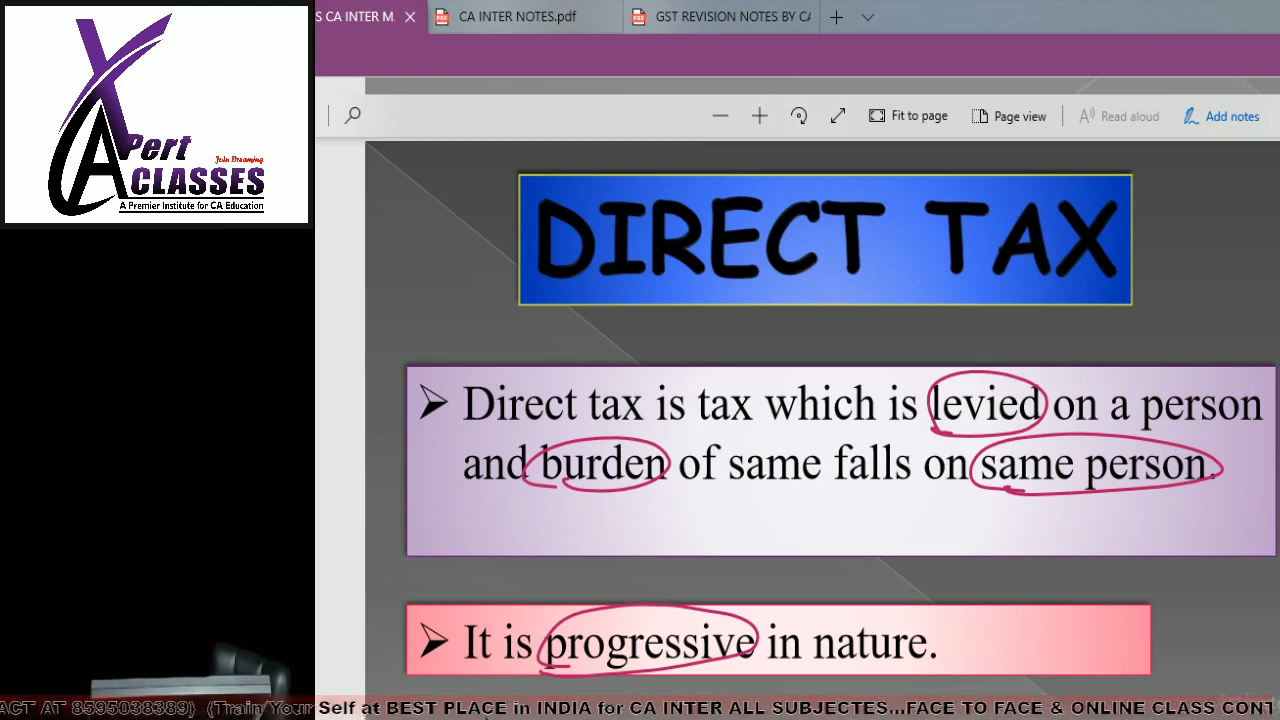 S CA INTER M.
CA INTER NOTES.pdf
GST REVISION NOTES BY CA
XPert
Join Dreaming
CA CLASSES
A Premier Institute for CA Education
Fit to page
Page view
Read aloud
Add notes
DIRECT TAX
➢ Direct tax is tax which is levied on a person
and burden of same falls on same person.
➢ It is progressive in nature.
ACT AT 8595038389) (Train Your Self at BEST PLACE in INDIA for CA INTER ALL SUBJECTES...FACE TO FACE & ONLINE CLASS CONT